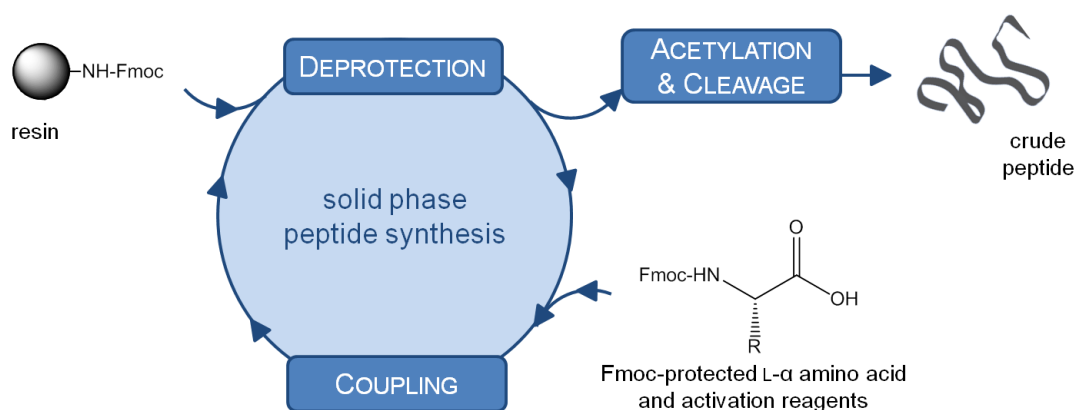 NH-Fmoc
resin
DEPROTECTION
ACETYLATION
& CLEAVAGE
crude
peptide
solid phase
peptide synthesis
O
Fmoc-HN
OH
R
Fmoc-protected L-α amino acid
and activation reagents
COUPLING